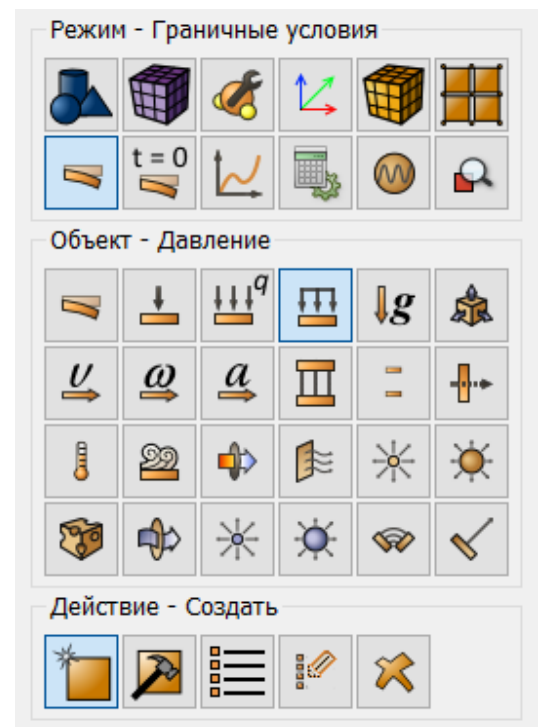 Режим - Граничные условия
t = 0
Объект - Давление
q
g
v ω a
Действие - Создать